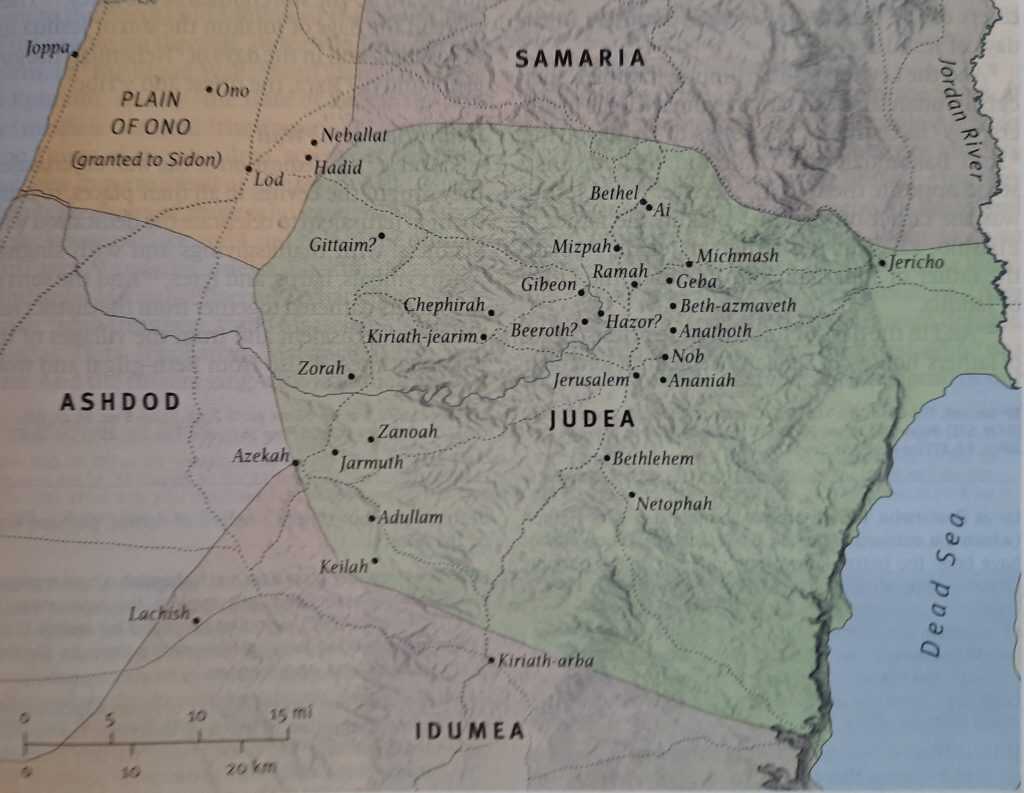 SAMARIA
Joppa
Ono
PLAIN
OF ONO
(granted to Sidon)
Neballat
Hadid
Lod
Jordan River
Bethel
Ai
Gittaim?
Mizpah
Michmash
Jericho
Ramah
Geba
Gibeon
Chephirah
Beth-azmaveth
Hazor?
Beeroth?
Anathoth
Kiriath-jearim
Nob
Zorah
Jerusalem
Ananiah
ASHDOD
JUDEA
Zanoah
Azekah
Jarmuth
Bethlehem
Netophah
Adullam
Keilah
Dead Sea
Lachish
Kiriath-arba
IDUMEA
0 5 10 15 mi
0 10 20 km